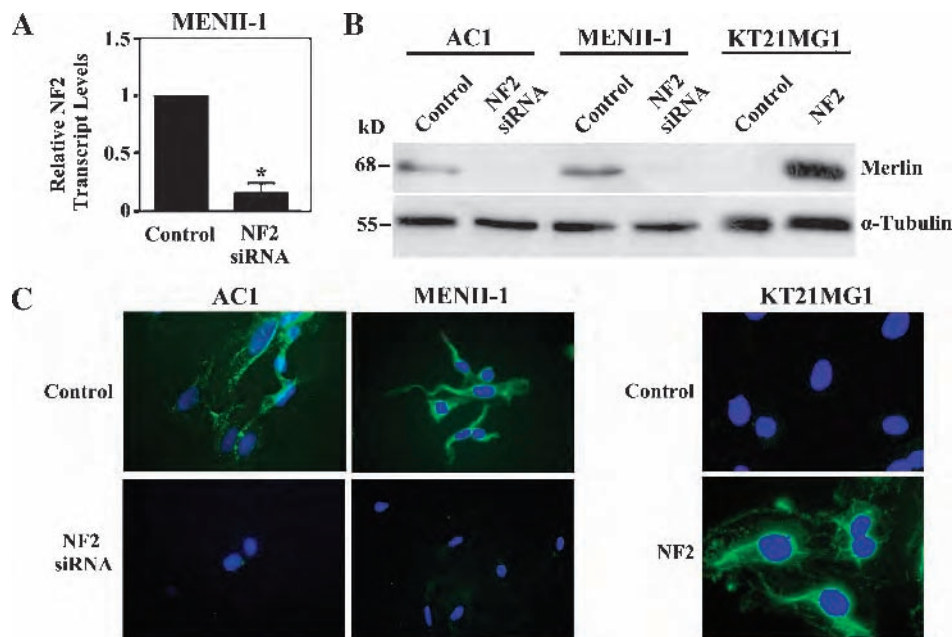 A
MENII-1
Relative NF2
Transcript Levels
1.5
1
0.5
0
*
Control
NF2
siRNA
B
AC1
MENII-1
KT21MG1
Control
NF2
siRNA
Control
NF2
siRNA
Control
NF2
kD
68
Merlin
55
α-Tubulin
C
AC1
MENII-1
KT21MG1
Control
Control
NF2
siRNA
NF2